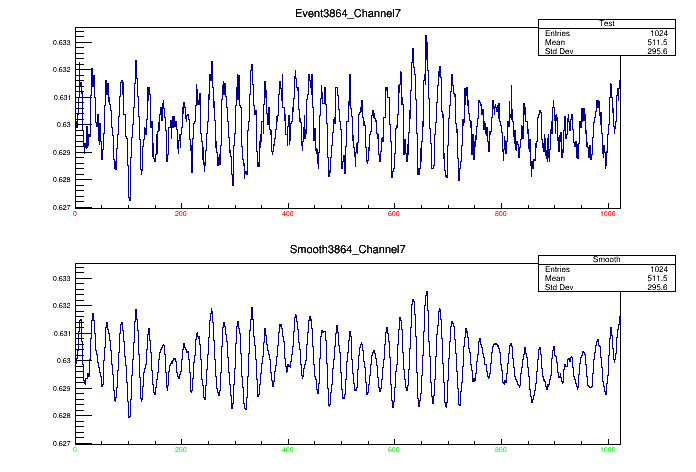 Event3864_Channel7
Test
Entries 1024
Mean 511.5
Std Dev 295.6
0.633
0.632
0.631
0.63
0.629
0.628
0.627
0 200 400 600 800 1000
Smooth3864_Channel7
Smooth
Entries 1024
Mean 511.5
Std Dev 295.6
0.633
0.632
0.631
0.63
0.629
0.628
0.627
0 200 400 600 800 1000